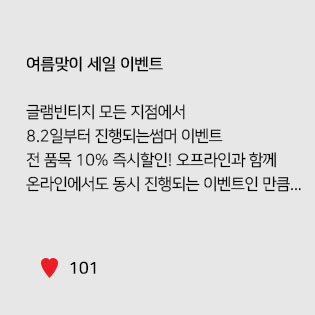 여름맞이 세일 이벤트
글램빈티지 모든 지점에서
8.2일부터 진행되는썸머 이벤트
전 품목 10% 즉시할인! 오프라인과 함께
온라인에서도 동시 진행되는 이벤트인 만큼...
101